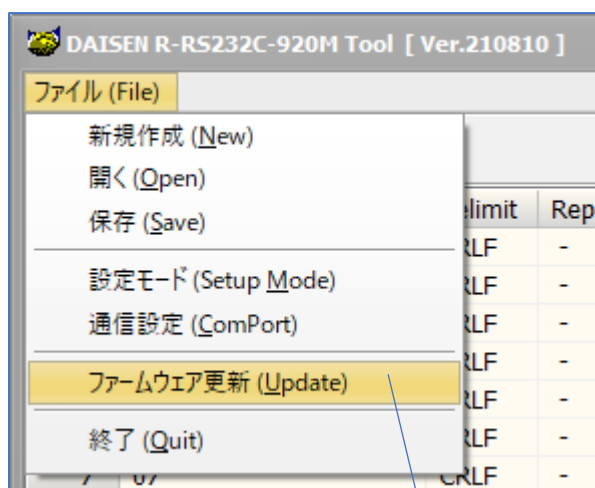 DAISEN R-RS232C-920M Tool [ Ver.210810 ]
ファイル (File)
新規作成 (New)
開く (Open)
保存 (Save)
設定モード (Setup Mode)
通信設定 (ComPort)
ファームウェア更新 (Update)
終了 (Quit)
elimit Rep
RLF -
RLF -
RLF -
RLF -
RLF -
RLF -
7 07 CRLF -